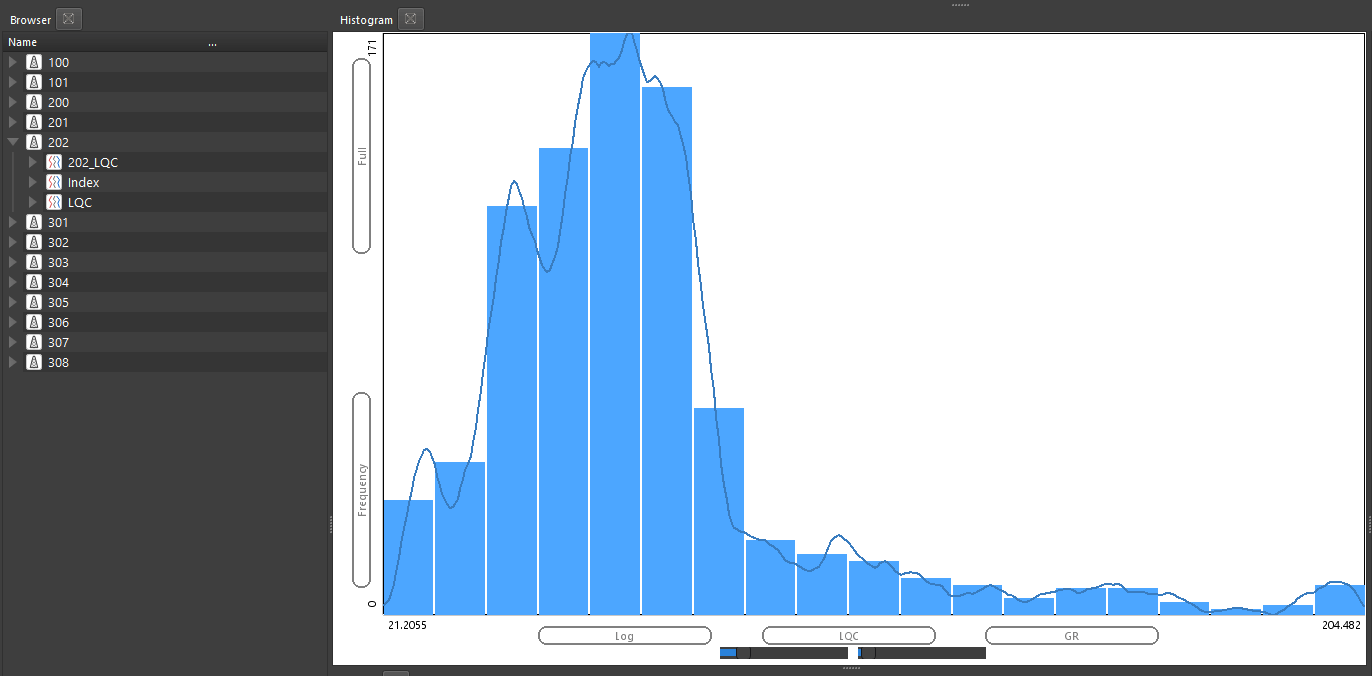 Browser
Name ...
100
101
200
201
202
202_LQC
Index
LQC
301
302
303
304
305
306
307
308
Histogram
171
Full
Frequency
0
21.2055
204.482
Log
LQC
GR